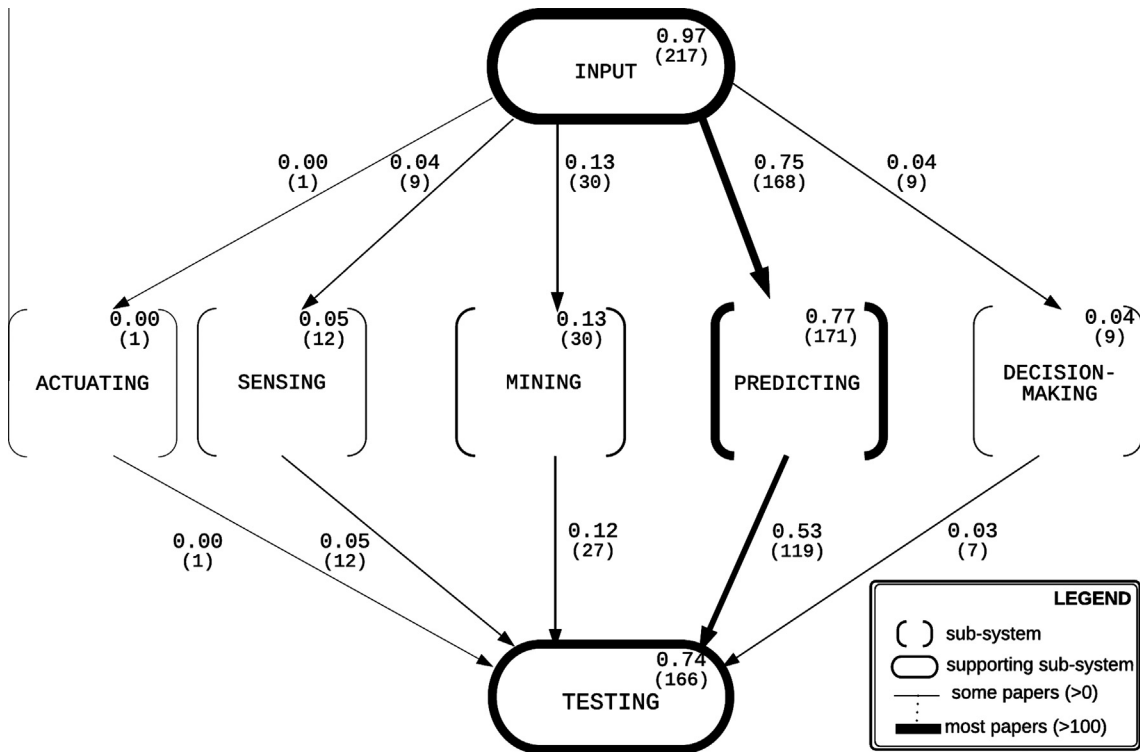 0.97
(217)
INPUT
0.00
(1)
0.04
(9)
0.13
(30)
0.75
(168)
0.04
(9)
0.00
(1)
ACTUATING
0.05
(12)
SENSING
0.13
(30)
MINING
0.77
(171)
PREDICTING
0.04
(9)
DECISION-
MAKING
0.00
(1)
0.05
(12)
0.12
(27)
0.53
(119)
0.03
(7)
0.74
(166)
TESTING
LEGEND
sub-system
supporting sub-system
some papers (>0)
most papers (>100)